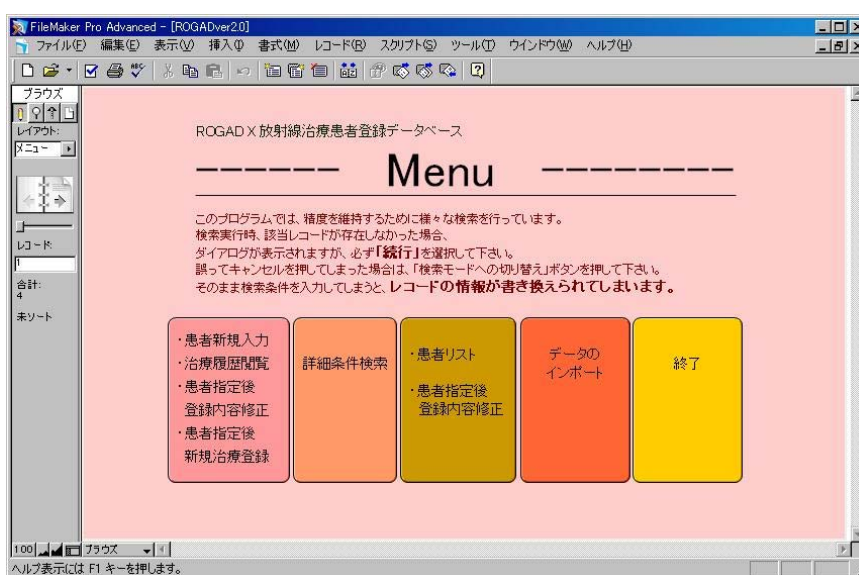 FileMaker Pro Advanced - [ROGADver2.0]
ファイル(F) 編集(E) 表示(V) 挿入(I) 書式(M) レコード(R) スクリプト(S) ツール(T) ウインドウ(W) ヘルプ(H)
ブラウズ
レイアウト:
メニュー
レコード:
1
合計:
4
未ソート
ROGAD X 放射線治療患者登録データベース
------ Menu --------
このプログラムでは、精度を維持するために様々な検索を行っています。
検索実行時、該当レコードが存在しなかった場合、
ダイアログが表示されますが、必ず「続行」を選択して下さい。
誤ってキャンセルを押してしまった場合は、「検索モードへの切り替え」ボタンを押して下さい。
そのまま検索条件を入力してしまうと、レコードの情報が書き換えられてしまいます。
・患者新規入力
・治療履歴閲覧
・患者指定後
登録内容修正
・患者指定後
新規治療登録
詳細条件検索
・患者リスト
・患者指定後
登録内容修正
データの
インポート
終了
100 ブラウズ
ヘルプ表示には F1 キーを押します。